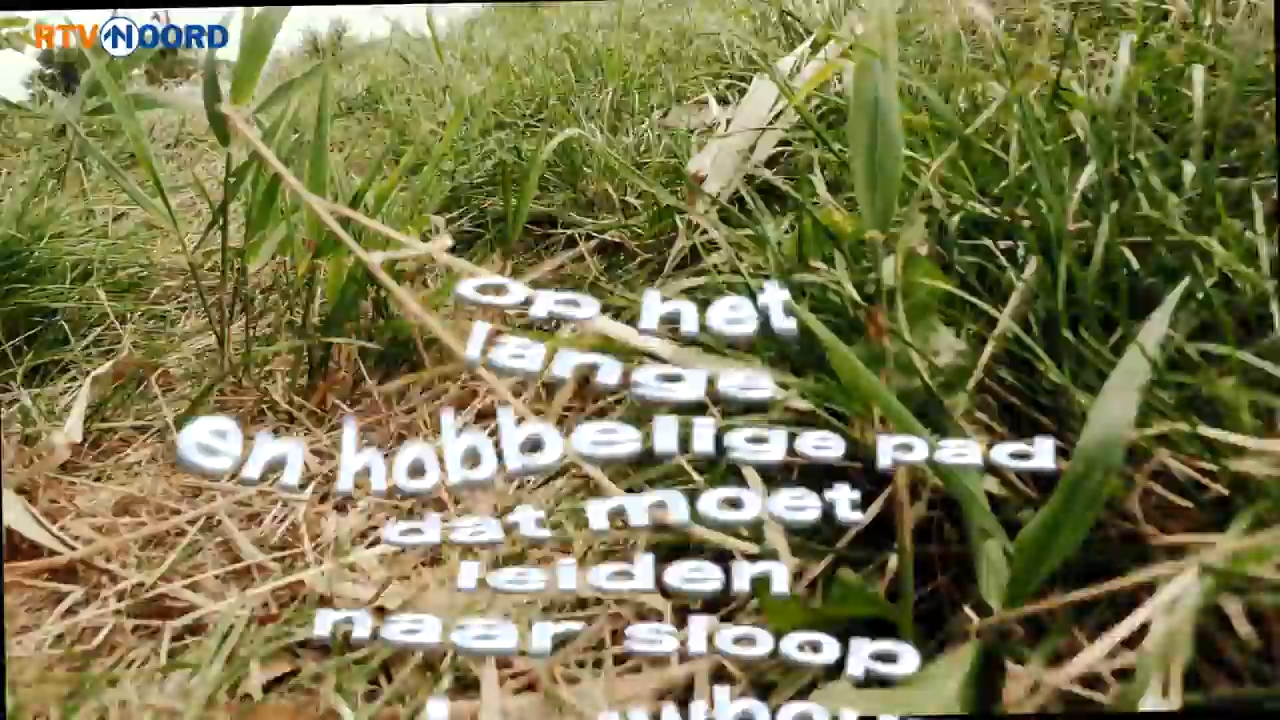 RTV NOORD
Op het
lange
en hobbelige pad
dat moet
leiden
naar sloop